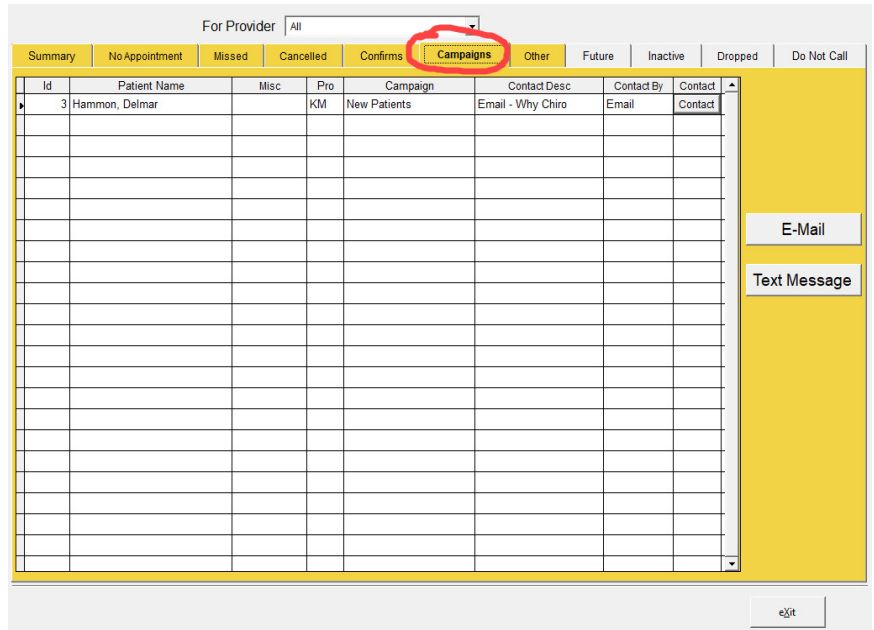 For Provider All
Summary No Appointment Missed Cancelled Confirms Campaigns Other Future Inactive Dropped Do Not Call
Id Patient Name Misc Pro Campaign Contact Desc Contact By Contact
3 Hammon, Delmar KM New Patients Email - Why Chiro Email Contact
E-Mail
Text Message
eXit